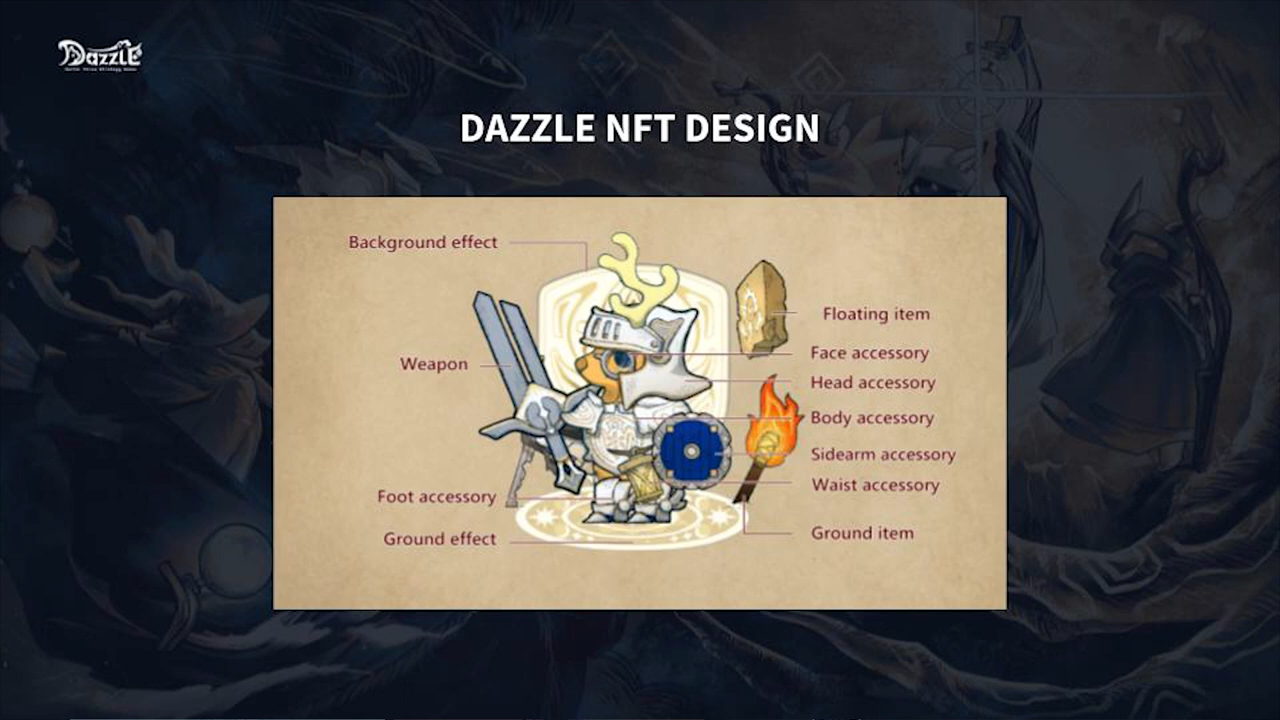 Dazzle
DAZZLE NFT DESIGN
Background effect
Floating item
Face accessory
Weapon
Head accessory
Body accessory
Sidearm accessory
Waist accessory
Foot accessory
Ground item
Ground effect